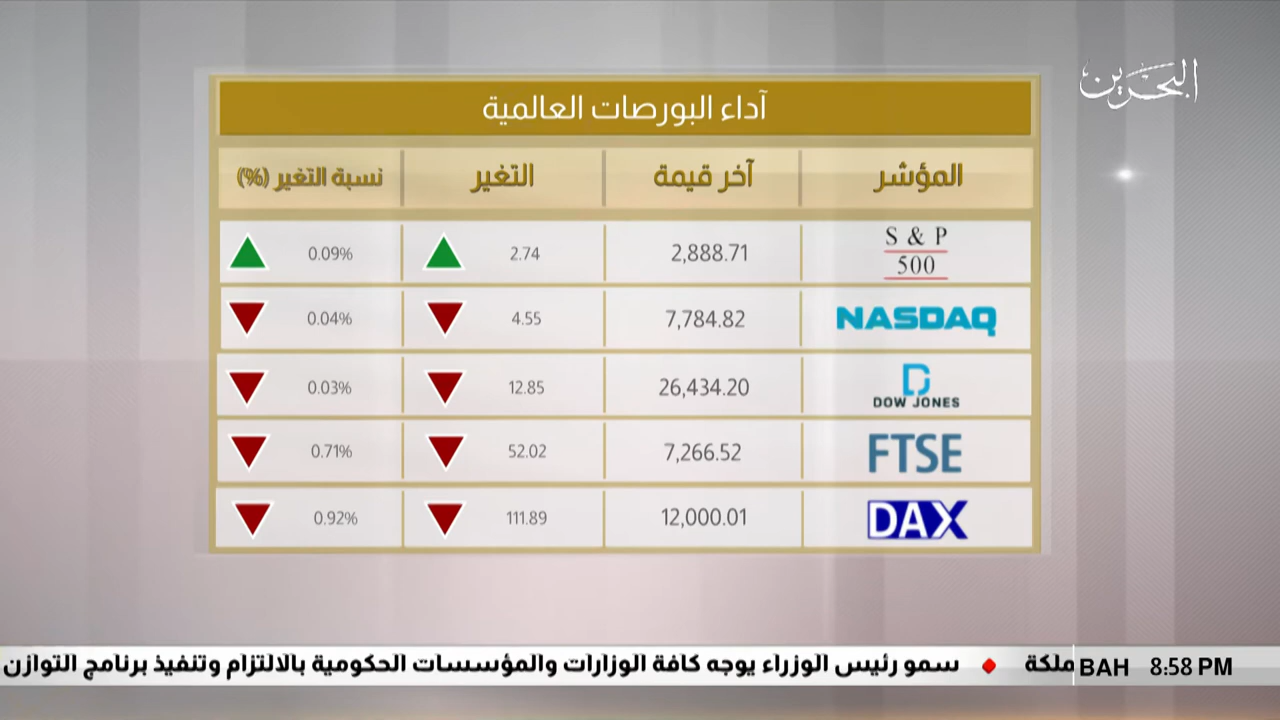 البحرين
آداء البورصات العالمية
المؤشر آخر قيمة التغير نسبة التغير (%)
S & P 500 2,888.71 2.74 0.09%
NASDAQ 7,784.82 4.55 0.04%
DOW JONES 26,434.20 12.85 0.03%
FTSE 7,266.52 52.02 0.71%
DAX 12,000.01 111.89 0.92%
BAH 8:58 PM
ملكة سمو رئيس الوزراء يوجه كافة الوزارات والمؤسسات الحكومية بالالتزام وتنفيذ برنامج التوازن